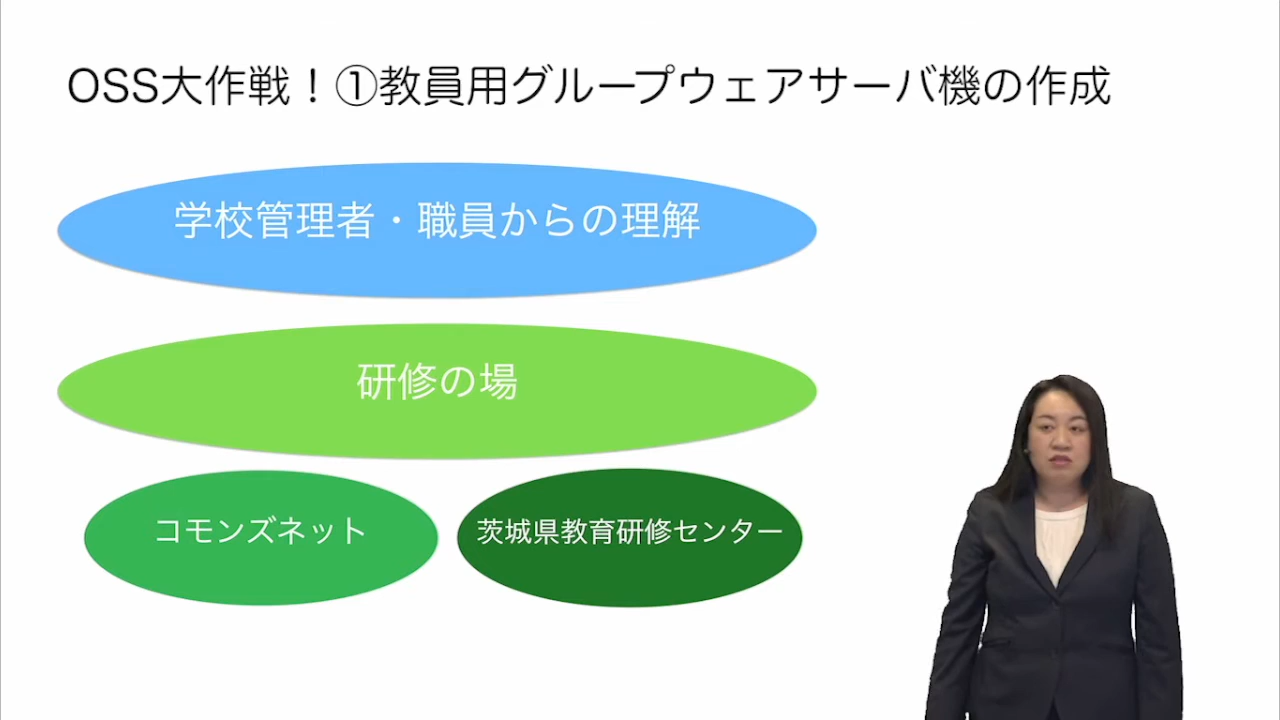 OSS大作戦！①教員用グループウェアサーバ機の作成
学校管理者・職員からの理解
研修の場
コモンズネット
茨城県教育研修センター